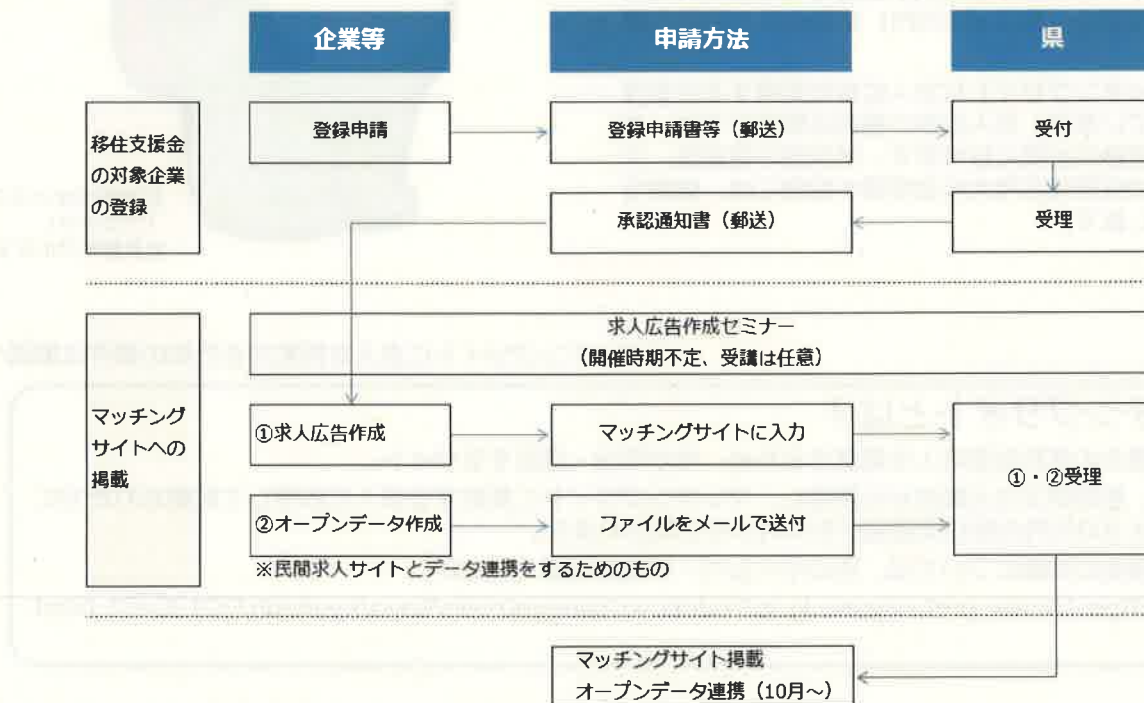 企業等
申請方法
県
移住支援金
の対象企業
の登録
登録申請
登録申請書等（郵送）
受付
承認通知書（郵送）
受理
マッチング
サイトへの
掲載
求人広告作成セミナー
（開催時期不定、受講は任意）
①求人広告作成
マッチングサイトに入力
①・②受理
②オープンデータ作成
ファイルをメールで送付
※民間求人サイトとデータ連携をするためのもの
マッチングサイト掲載
オープンデータ連携（10月～）